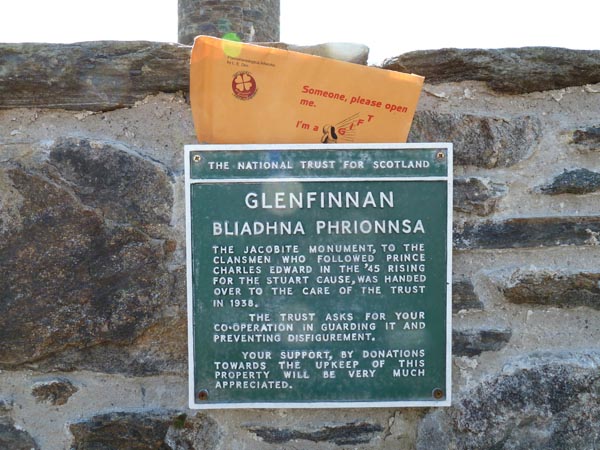 Someone, please open
me.
I'm a GIFT
THE NATIONAL TRUST FOR SCOTLAND
GLENFINNAN
BLIADHNA PHRIONNSA
THE JACOBITE MONUMENT, TO THE
CLANSMEN WHO FOLLOWED PRINCE
CHARLES EDWARD IN THE '45 RISING
FOR THE STUART CAUSE, WAS HANDED
OVER TO THE CARE OF THE TRUST
IN 1938.
THE TRUST ASKS FOR YOUR
CO-OPERATION IN GUARDING IT AND
PREVENTING DISFIGUREMENT.
YOUR SUPPORT, BY DONATIONS
TOWARDS THE UPKEEP OF THIS
PROPERTY WILL BE VERY MUCH
APPRECIATED.